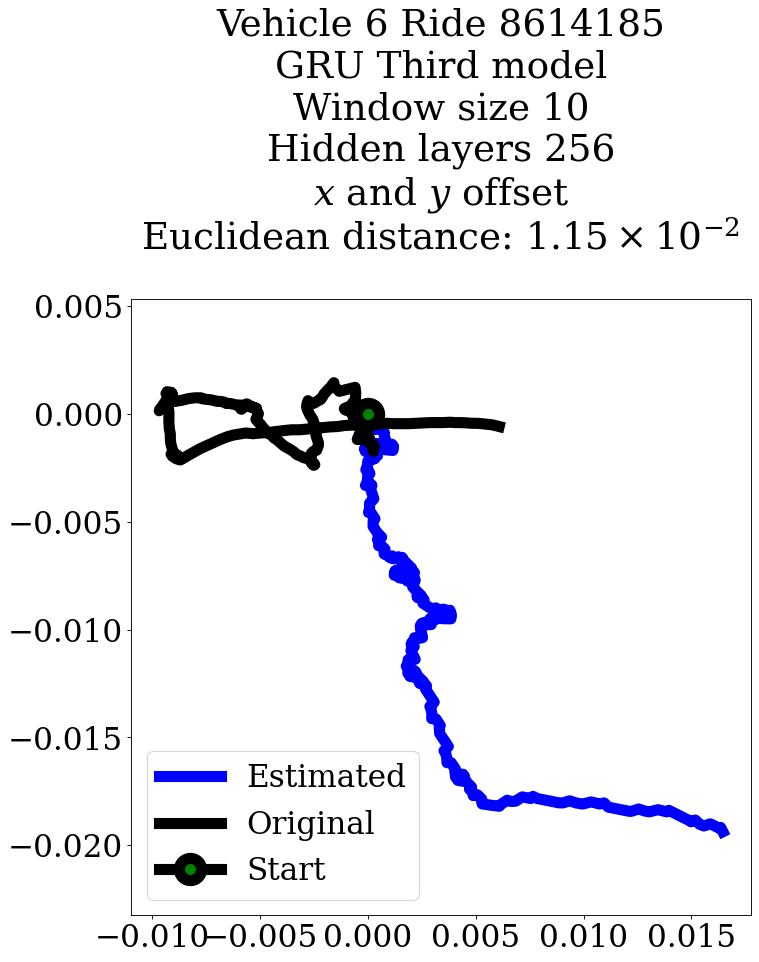 Vehicle 6 Ride 8614185
GRU Third model
Window size 10
Hidden layers 256
x and y offset
Euclidean distance: 1.15 × 10⁻²
0.005
0.000
−0.005
−0.010
−0.015
−0.020
Estimated
Original
Start
−0.010 −0.005 0.000 0.005 0.010 0.015